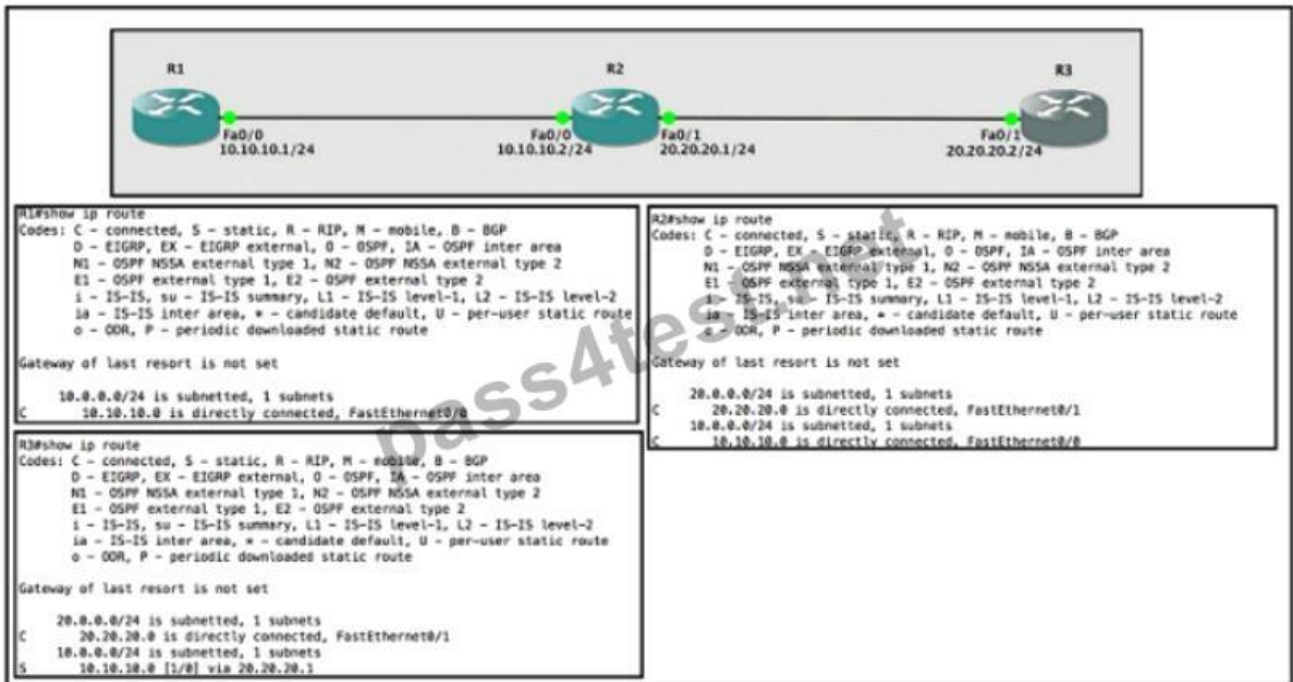 R1
R2
R3
Fa0/0
10.10.10.1/24
Fa0/0
10.10.10.2/24
Fa0/1
20.20.20.1/24
Fa0/1
20.20.20.2/24
R1#show ip route
Codes: C - connected, S - static, R - RIP, M - mobile, B - BGP
D - EIGRP, EX - EIGRP external, O - OSPF, IA - OSPF inter area
N1 - OSPF NSSA external type 1, N2 - OSPF NSSA external type 2
E1 - OSPF external type 1, E2 - OSPF external type 2
i - IS-IS, su - IS-IS summary, L1 - IS-IS level-1, L2 - IS-IS level-2
ia - IS-IS inter area, * - candidate default, U - per-user static route
o - ODR, P - periodic downloaded static route
Gateway of last resort is not set
10.0.0.0/24 is subnetted, 1 subnets
C 10.10.10.0 is directly connected, FastEthernet0/0
R2#show ip route
Codes: C - connected, S - static, R - RIP, M - mobile, B - BGP
D - EIGRP, EX - EIGRP external, O - OSPF, IA - OSPF inter area
N1 - OSPF NSSA external type 1, N2 - OSPF NSSA external type 2
E1 - OSPF external type 1, E2 - OSPF external type 2
i - IS-IS, su - IS-IS summary, L1 - IS-IS level-1, L2 - IS-IS level-2
ia - IS-IS inter area, * - candidate default, U - per-user static route
o - ODR, P - periodic downloaded static route
Gateway of last resort is not set
20.0.0.0/24 is subnetted, 1 subnets
C 20.20.20.0 is directly connected, FastEthernet0/1
10.0.0.0/24 is subnetted, 1 subnets
C 10.10.10.0 is directly connected, FastEthernet0/0
R3#show ip route
Codes: C - connected, S - static, R - RIP, M - mobile, B - BGP
D - EIGRP, EX - EIGRP external, O - OSPF, IA - OSPF inter area
N1 - OSPF NSSA external type 1, N2 - OSPF NSSA external type 2
E1 - OSPF external type 1, E2 - OSPF external type 2
i - IS-IS, su - IS-IS summary, L1 - IS-IS level-1, L2 - IS-IS level-2
ia - IS-IS inter area, * - candidate default, U - per-user static route
o - ODR, P - periodic downloaded static route
Gateway of last resort is not set
20.0.0.0/24 is subnetted, 1 subnets
C 20.20.20.0 is directly connected, FastEthernet0/1
10.0.0.0/24 is subnetted, 1 subnets
S 10.10.10.0 [1/0] via 20.20.20.1
pass4test.net